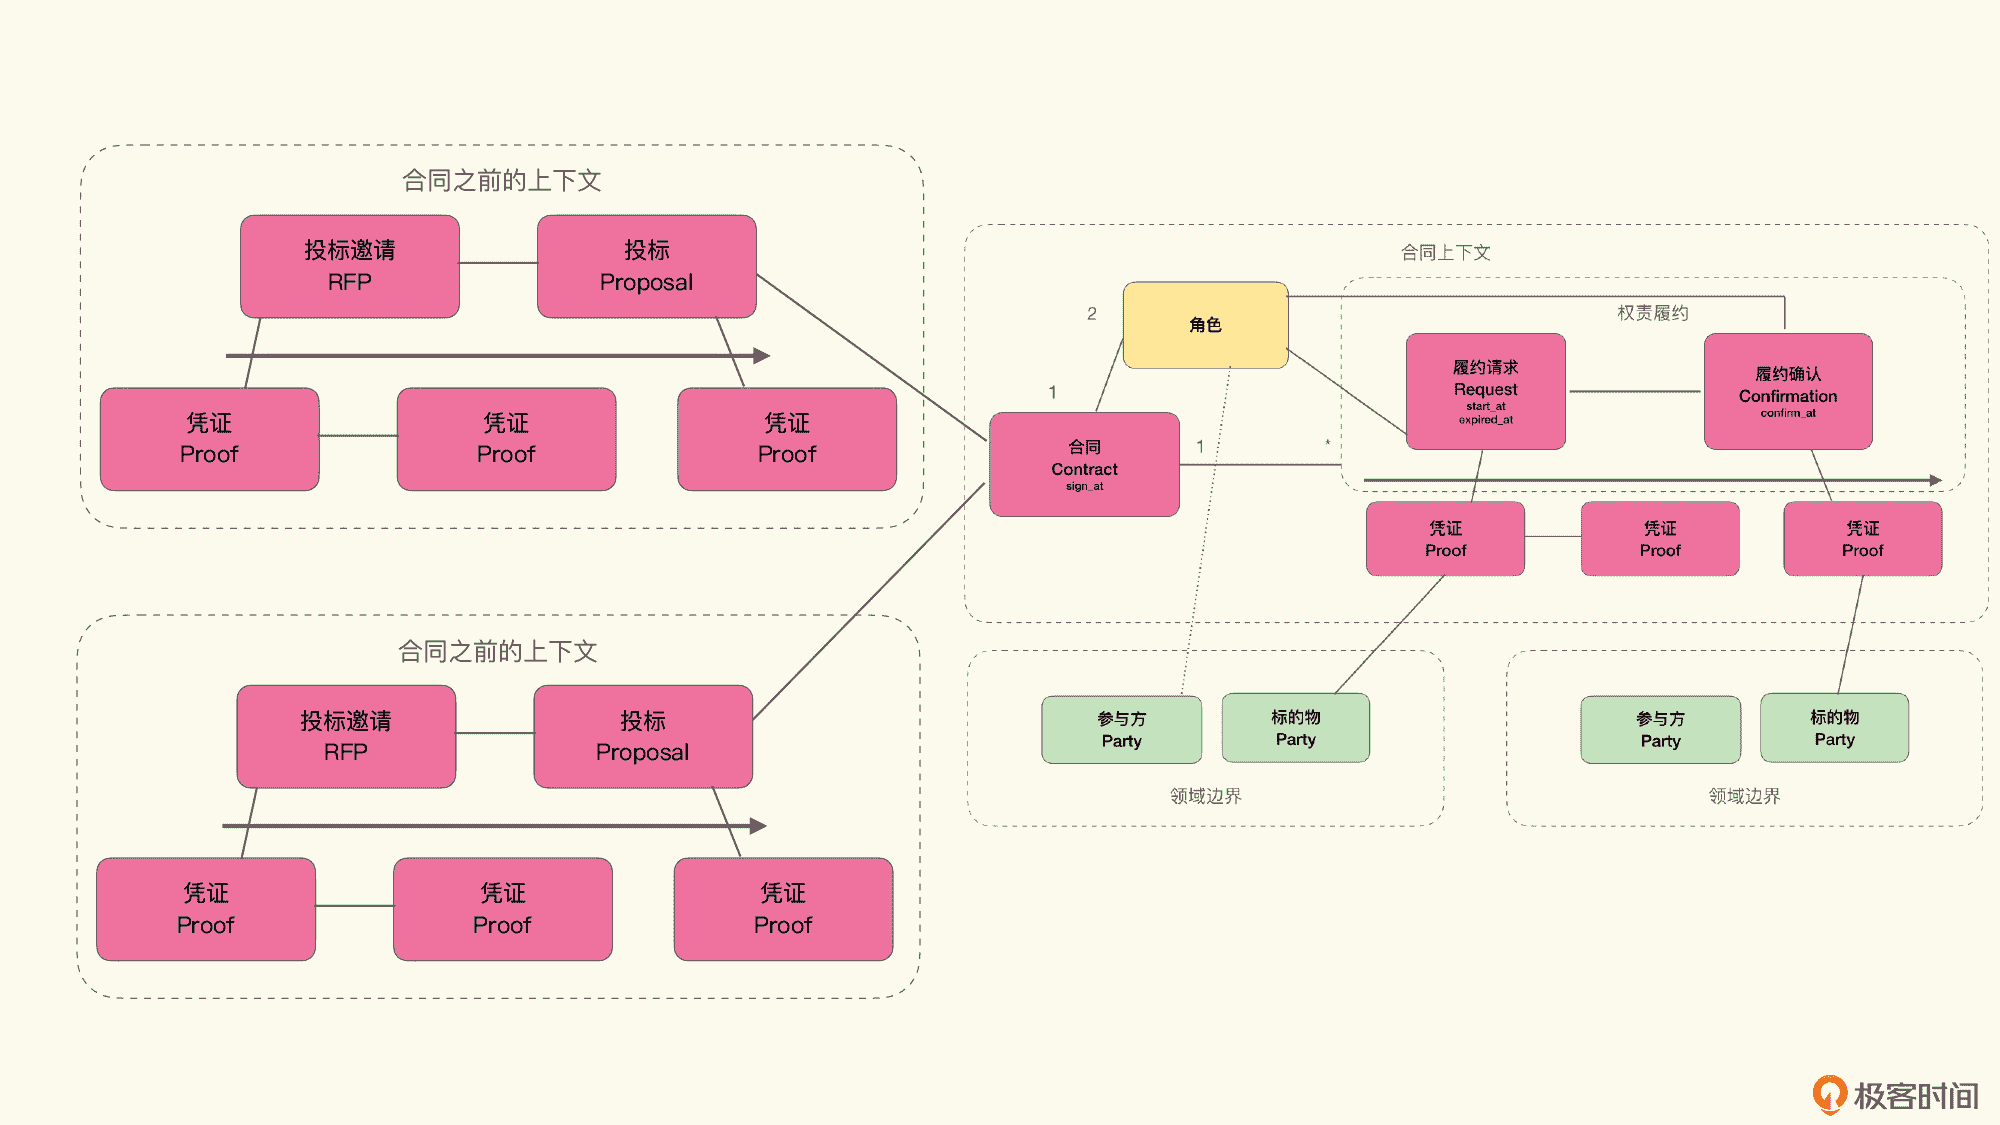 合同之前的上下文
投标邀请
RFP
投标
Proposal
凭证
Proof
凭证
Proof
凭证
Proof
合同之前的上下文
投标邀请
RFP
投标
Proposal
凭证
Proof
凭证
Proof
凭证
Proof
合同上下文
2
角色
1
合同
Contract
sign_at
1
*
权责履约
履约请求
Request
start_at
expired_at
履约确认
Confirmation
confirm_at
凭证
Proof
凭证
Proof
凭证
Proof
参与方
Party
标的物
Party
领域边界
参与方
Party
标的物
Party
领域边界
极客时间